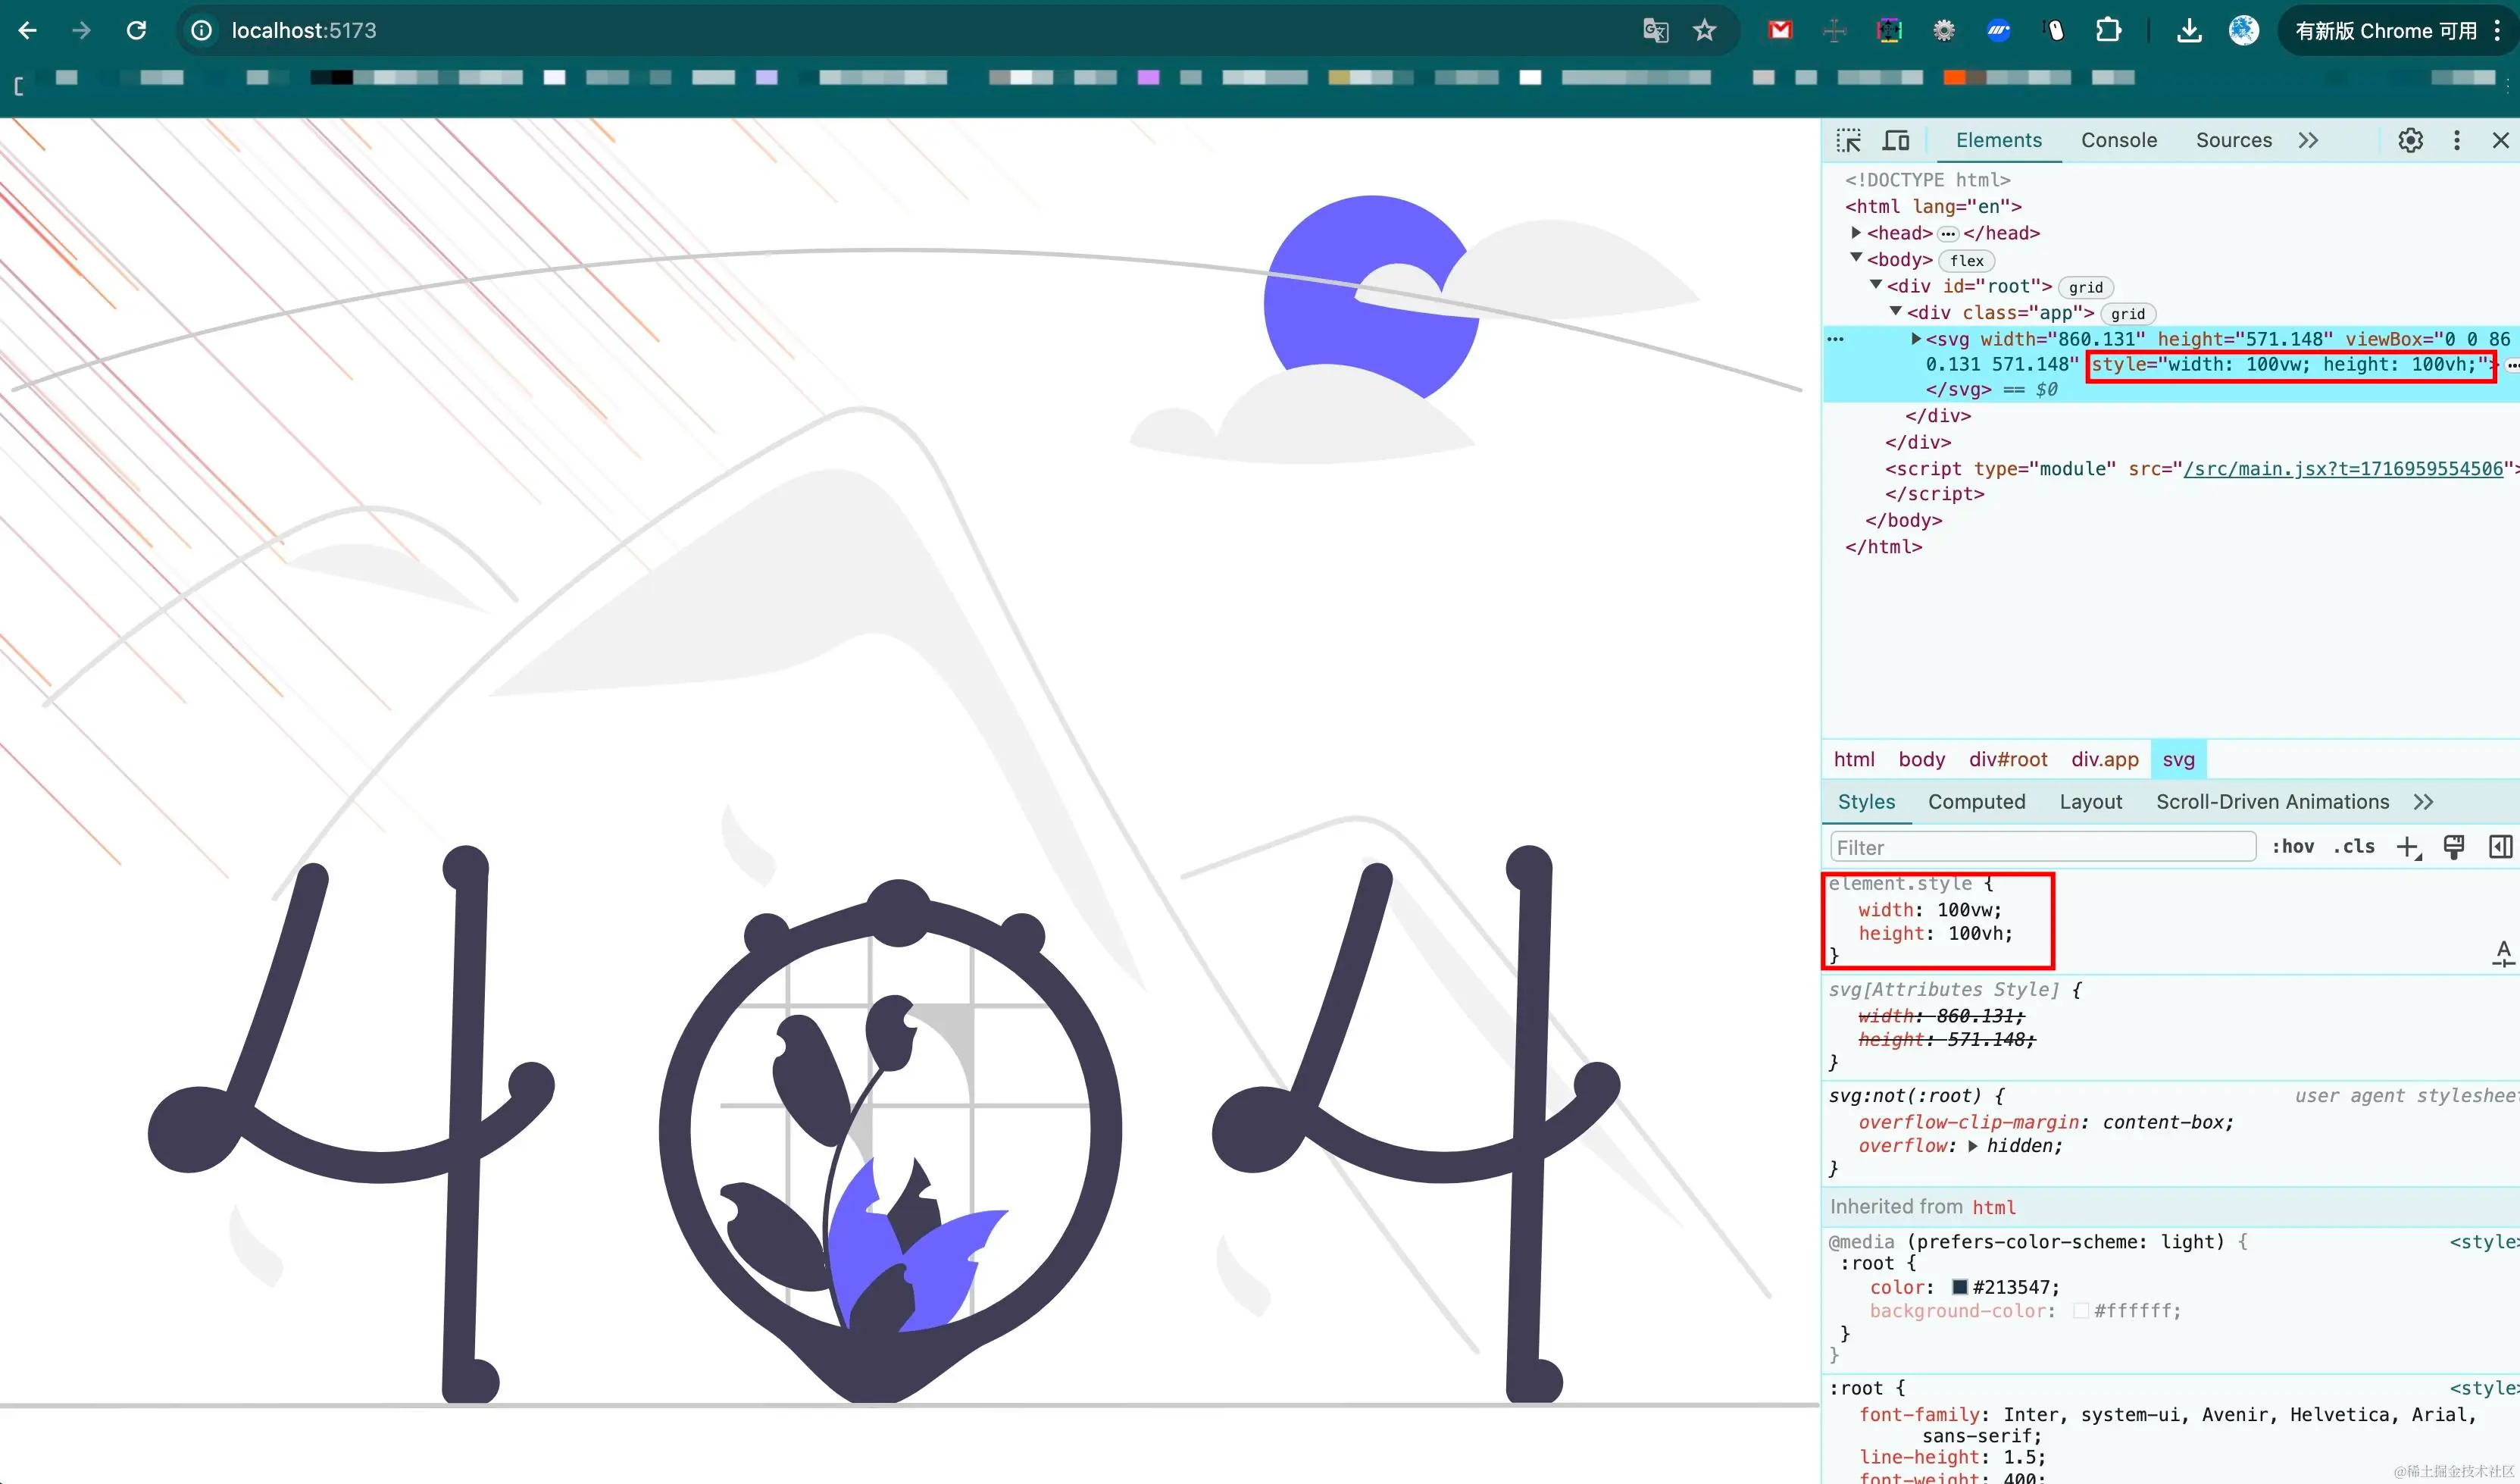 localhost:5173
有新版 Chrome 可用
Elements Console Sources
<!DOCTYPE html>
<html lang="en">
<head> </head>
<body> flex
<div id="root"> grid
<div class="app"> grid
<svg width="860.131" height="571.148" viewBox="0 0 86
0.131 571.148" style="width: 100vw; height: 100vh;">
</svg> == $0
</div>
</div>
<script type="module" src="/src/main.jsx?t=1716959554506">
</script>
</body>
</html>
html body div#root div.app svg
Styles Computed Layout Scroll-Driven Animations
Filter :hov .cls
element.style {
width: 100vw;
height: 100vh;
}
svg[Attributes Style] {
width: 860.131;
height: 571.148;
}
svg:not(:root) { user agent styleshee
overflow-clip-margin: content-box;
overflow: hidden;
}
Inherited from html
@media (prefers-color-scheme: light) { <style>
:root {
color: #213547;
background-color: #ffffff;
}
}
:root { <style>
font-family: Inter, system-ui, Avenir, Helvetica, Arial,
sans-serif;
line-height: 1.5;
font-weight: 400;
404
@稀土掘金技术社区